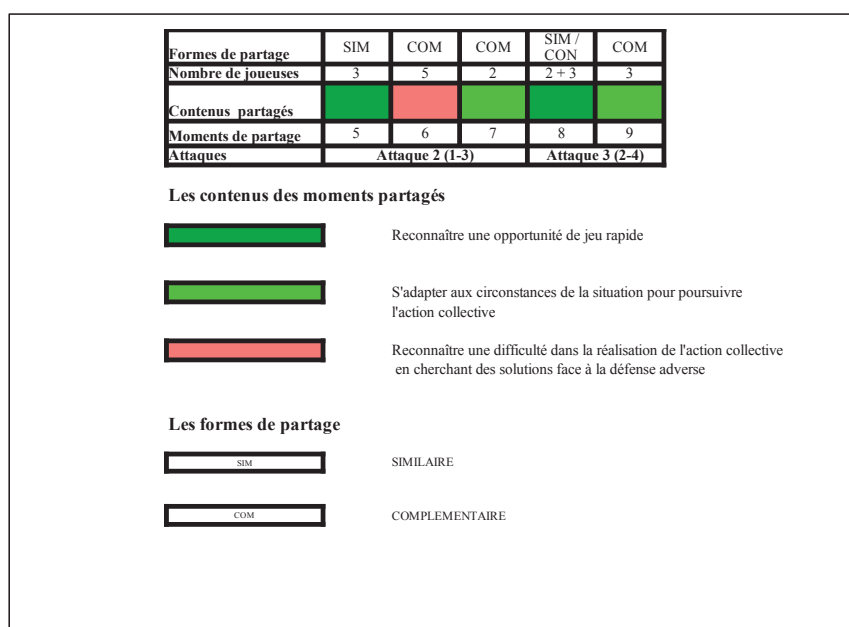 Formes de partage SIM COM COM SIM / CON COM
Nombre de joueuses 3 5 2 2 + 3 3
Contenus partagés
Moments de partage 5 6 7 8 9
Attaques Attaque 2 (1-3) Attaque 3 (2-4)
Les contenus des moments partagés
Reconnaître une opportunité de jeu rapide
S'adapter aux circonstances de la situation pour poursuivre
l'action collective
Reconnaître une difficulté dans la réalisation de l'action collective
en cherchant des solutions face à la défense adverse
Les formes de partage
SIM SIMILAIRE
COM COMPLEMENTAIRE